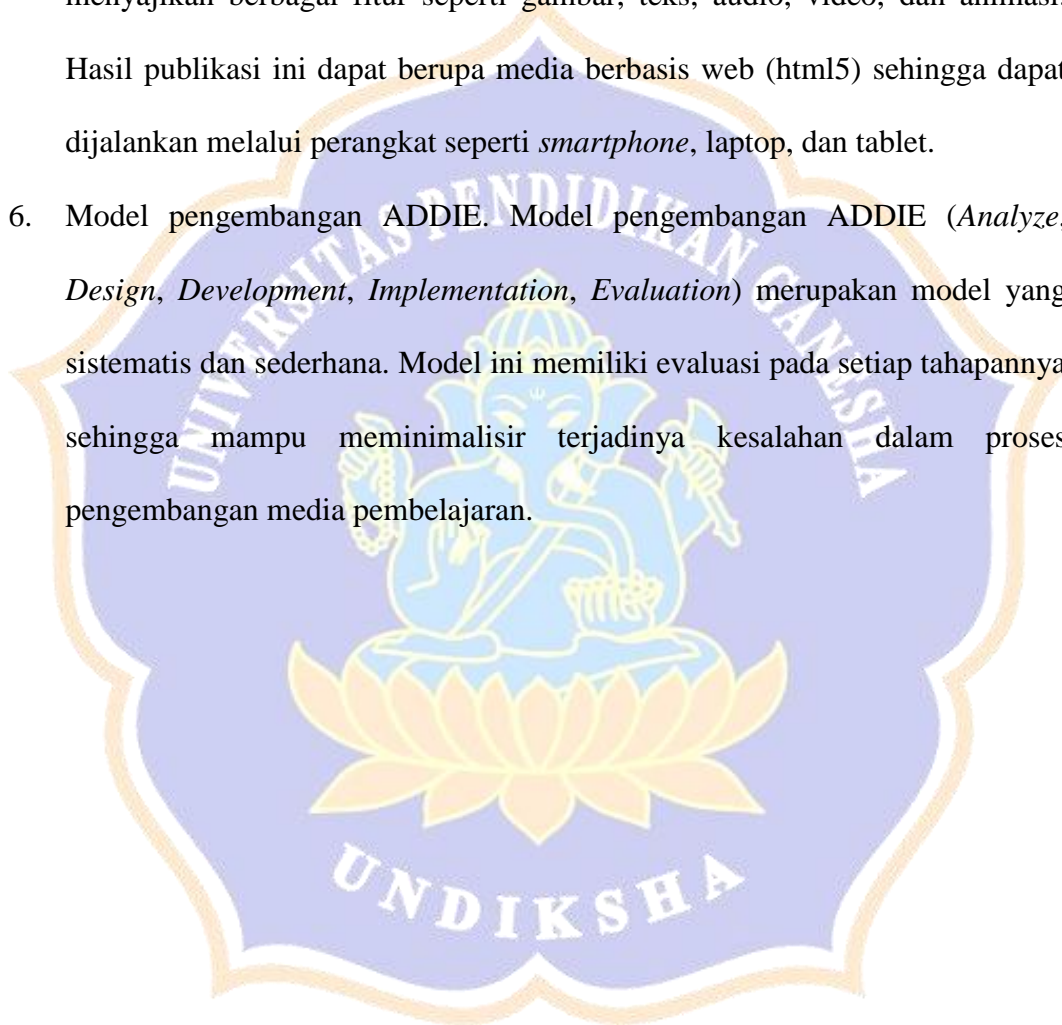 menyajikan berbagai fitur seperti gambar, teks, audio, video, dan animasi.
Hasil publikasi ini dapat berupa media berbasis web (html5) sehingga dapat
dijalankan melalui perangkat seperti smartphone, laptop, dan tablet.
6. Model pengembangan ADDIE. Model pengembangan ADDIE (Analyze,
Design, Development, Implementation, Evaluation) merupakan model yang
sistematis dan sederhana. Model ini memiliki evaluasi pada setiap tahapannya
sehingga mampu meminimalisir terjadinya kesalahan dalam proses
pengembangan media pembelajaran.
UNIVERSITAS PENDIDIKAN GANESHA
UNDIKSHA